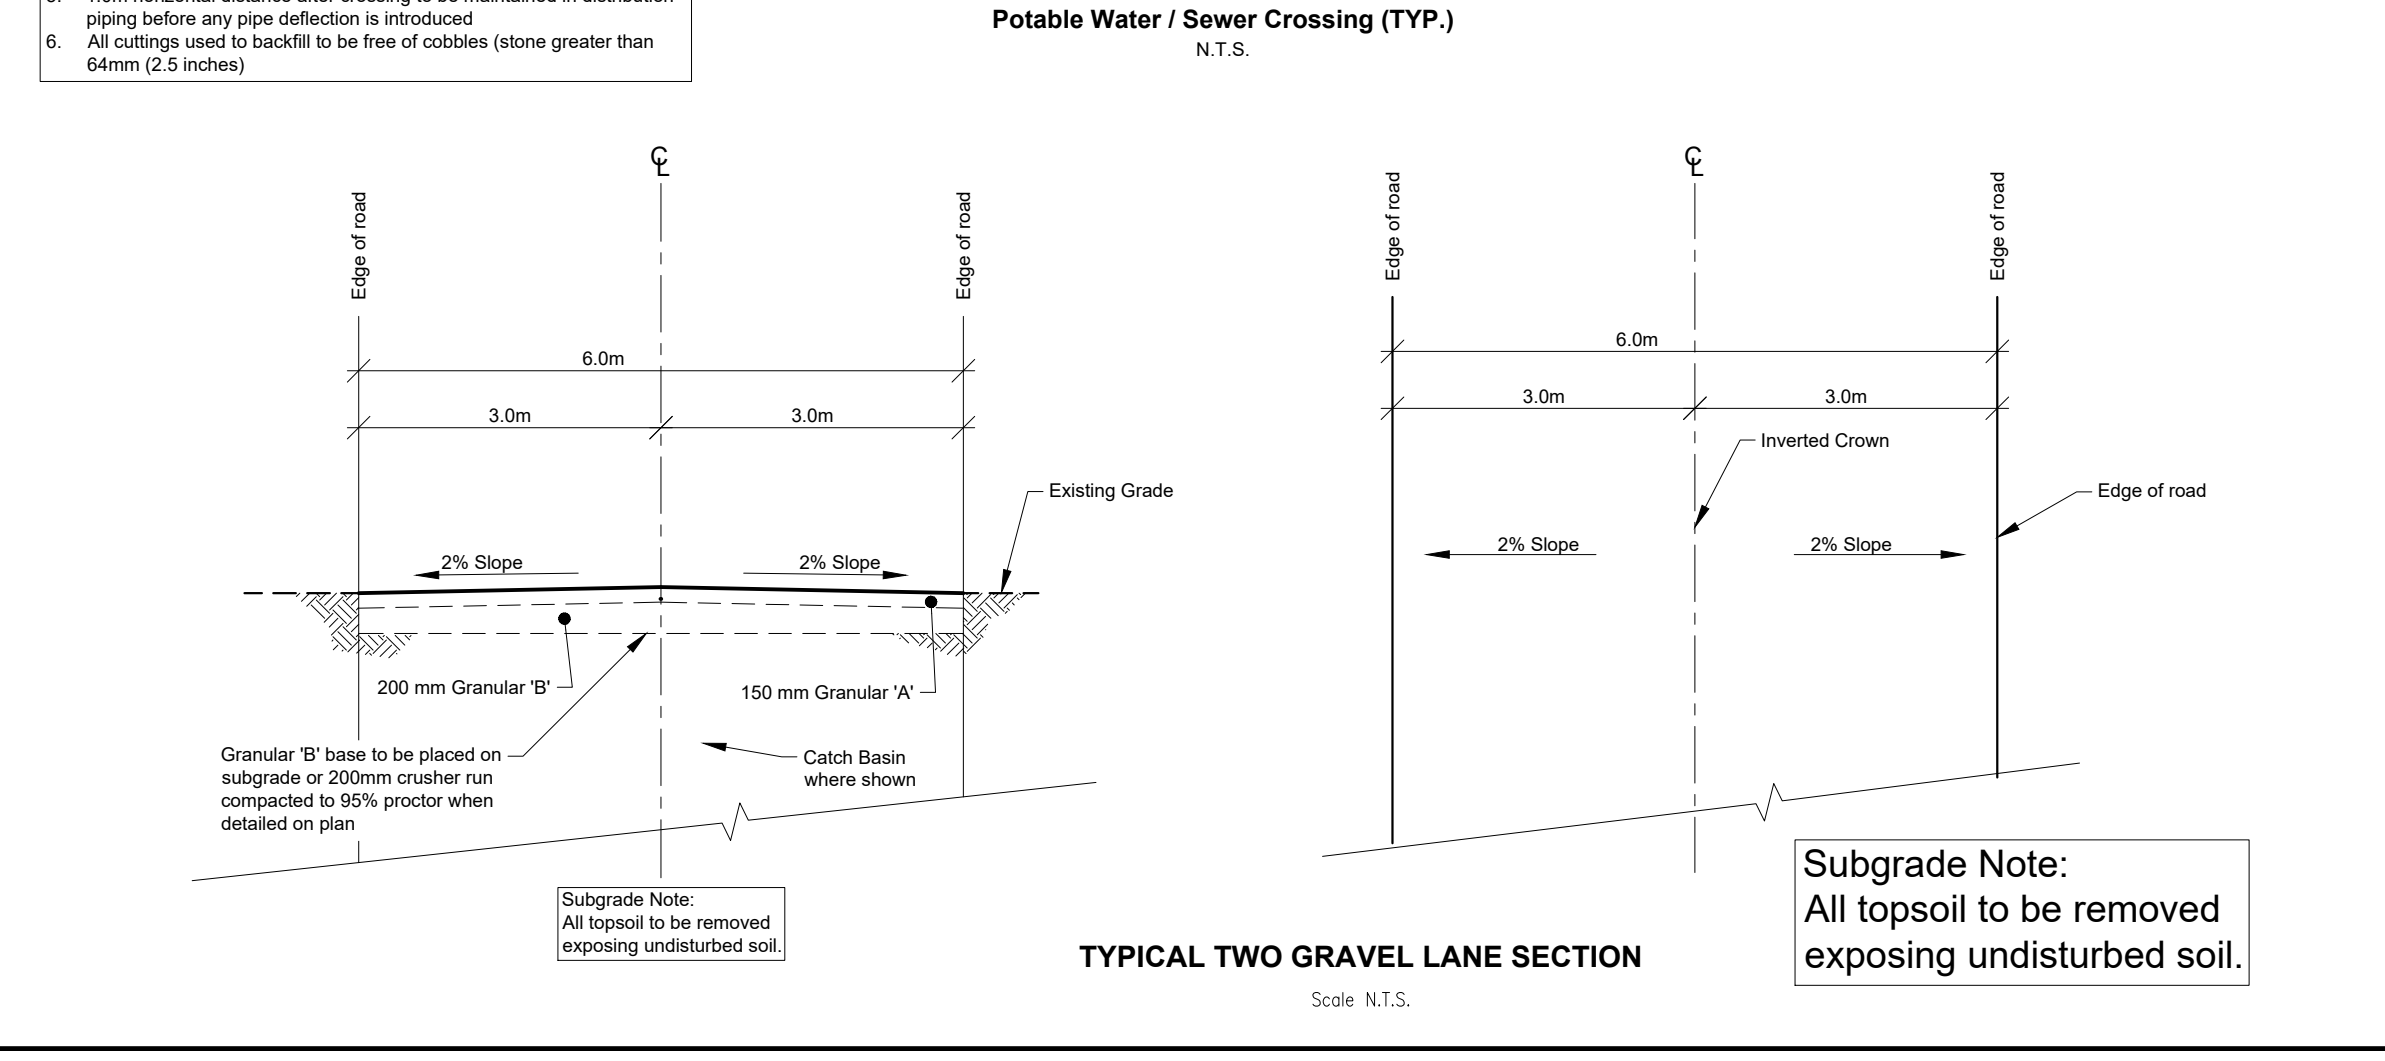 piping before any pipe deflection is introduced
6. All cuttings used to backfill to be free of cobbles (stone greater than
64mm (2.5 inches)
Potable Water / Sewer Crossing (TYP.)
N.T.S.
℄
Edge of road
Edge of road
6.0m
3.0m
3.0m
Existing Grade
2% Slope
2% Slope
200 mm Granular 'B'
150 mm Granular 'A'
Granular 'B' base to be placed on
subgrade or 200mm crusher run
compacted to 95% proctor when
detailed on plan
Catch Basin
where shown
Subgrade Note:
All topsoil to be removed
exposing undisturbed soil.
℄
Edge of road
Edge of road
6.0m
3.0m
3.0m
Inverted Crown
Edge of road
2% Slope
2% Slope
Subgrade Note:
All topsoil to be removed
exposing undisturbed soil.
TYPICAL TWO GRAVEL LANE SECTION
Scale N.T.S.